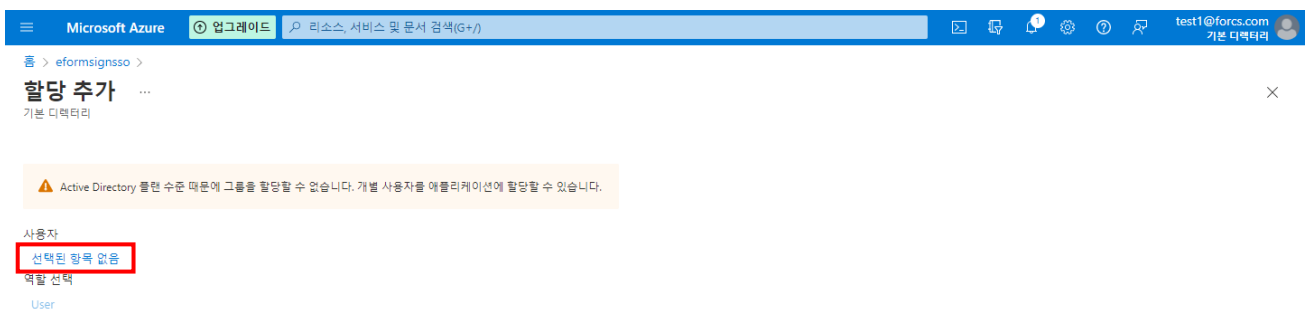 Microsoft Azure
업그레이드
리소스, 서비스 및 문서 검색(G+/)
1
test1@forcs.com
기본 디렉터리
홈 > eformsignsso >
할당 추가 ...
기본 디렉터리
Active Directory 플랜 수준 때문에 그룹을 할당할 수 없습니다. 개별 사용자를 애플리케이션에 할당할 수 있습니다.
사용자
선택된 항목 없음
역할 선택
User